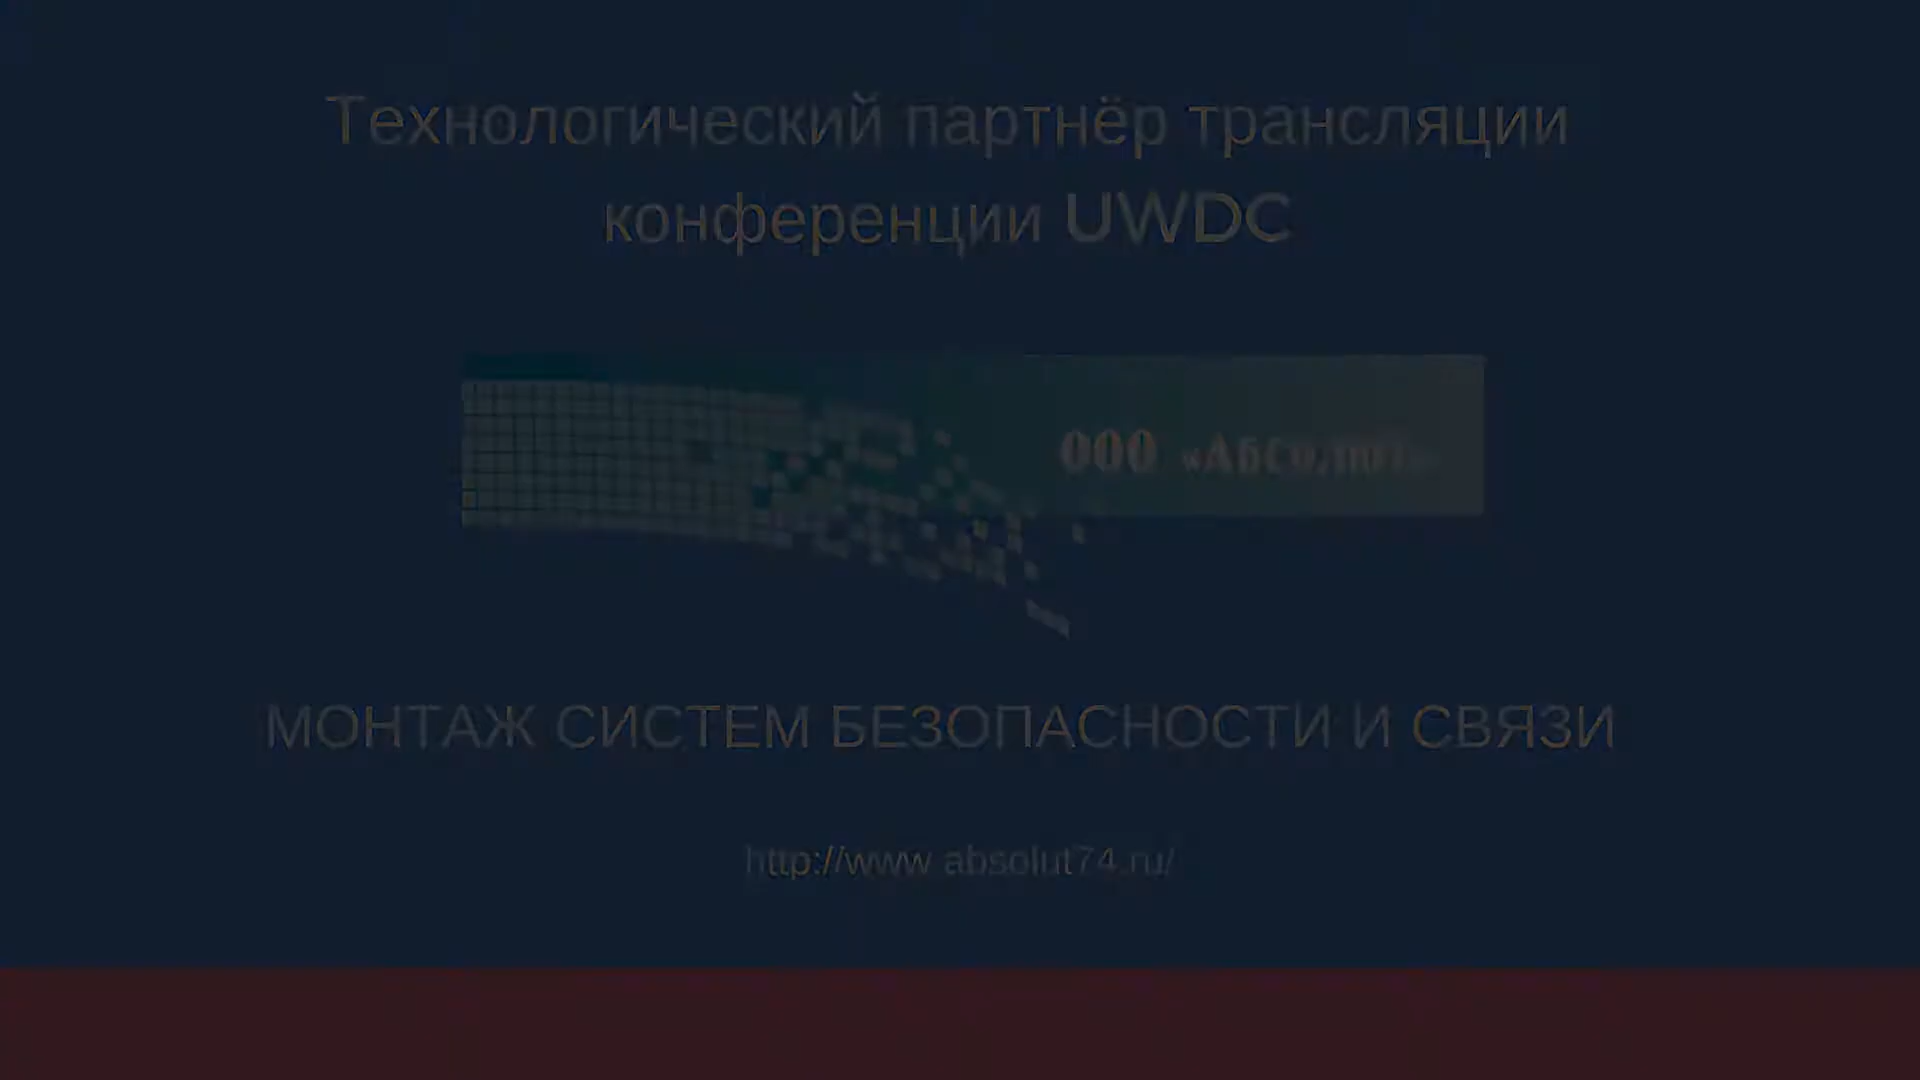 Технологический партнёр трансляции
конференции UWDC
ООО «Абсолют»
МОНТАЖ СИСТЕМ БЕЗОПАСНОСТИ И СВЯЗИ
http://www.absolut74.ru/